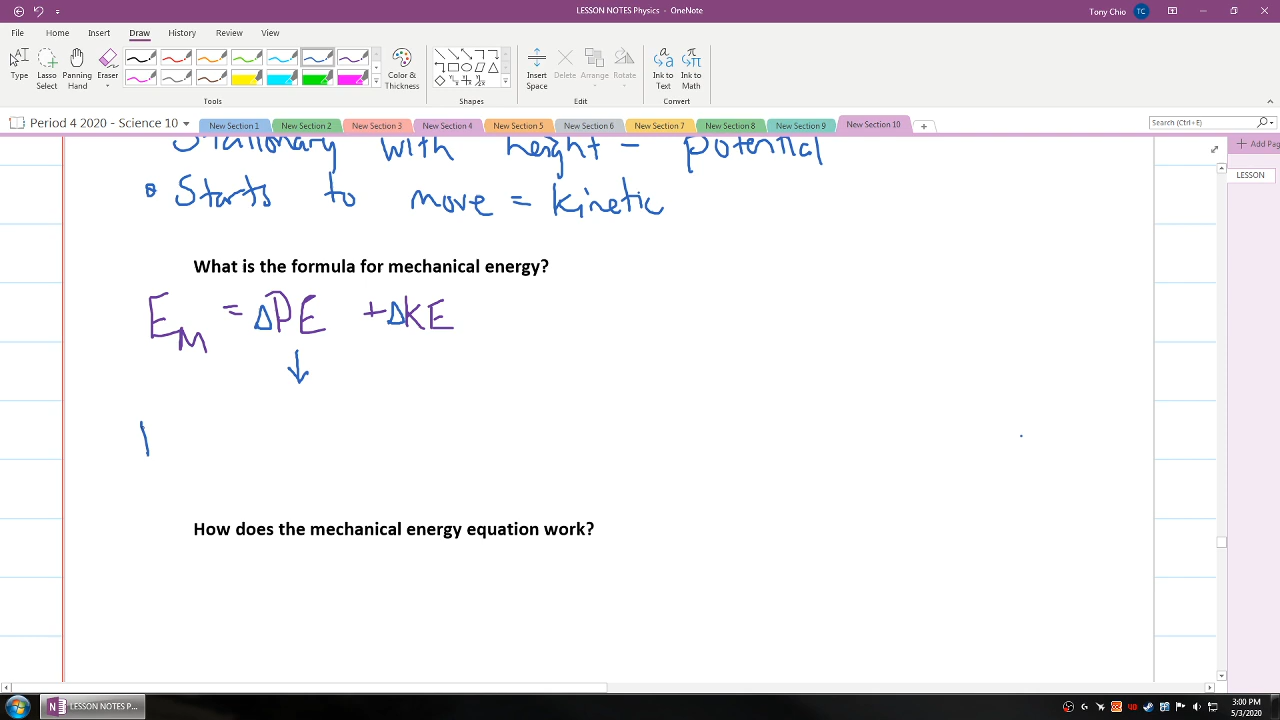 LESSON NOTES Physics - OneNote
Tony Chio TC
File Home Insert Draw History Review View
Type Lasso Select Panning Hand Eraser Color & Thickness Insert Space Delete Arrange Rotate Ink to Text Ink to Math
Tools Shapes Edit Convert
Period 4 2020 - Science 10 New Section 1 New Section 2 New Section 3 New Section 4 New Section 5 New Section 6 New Section 7 New Section 8 New Section 9 New Section 10 Search (Ctrl+E)
Add Pag
LESSON
Stationary with height = potential
• Starts to move = kinetic
What is the formula for mechanical energy?
E_M = ΔPE + ΔKE
↓
How does the mechanical energy equation work?
LESSON NOTES P...
3:00 PM
5/3/2020